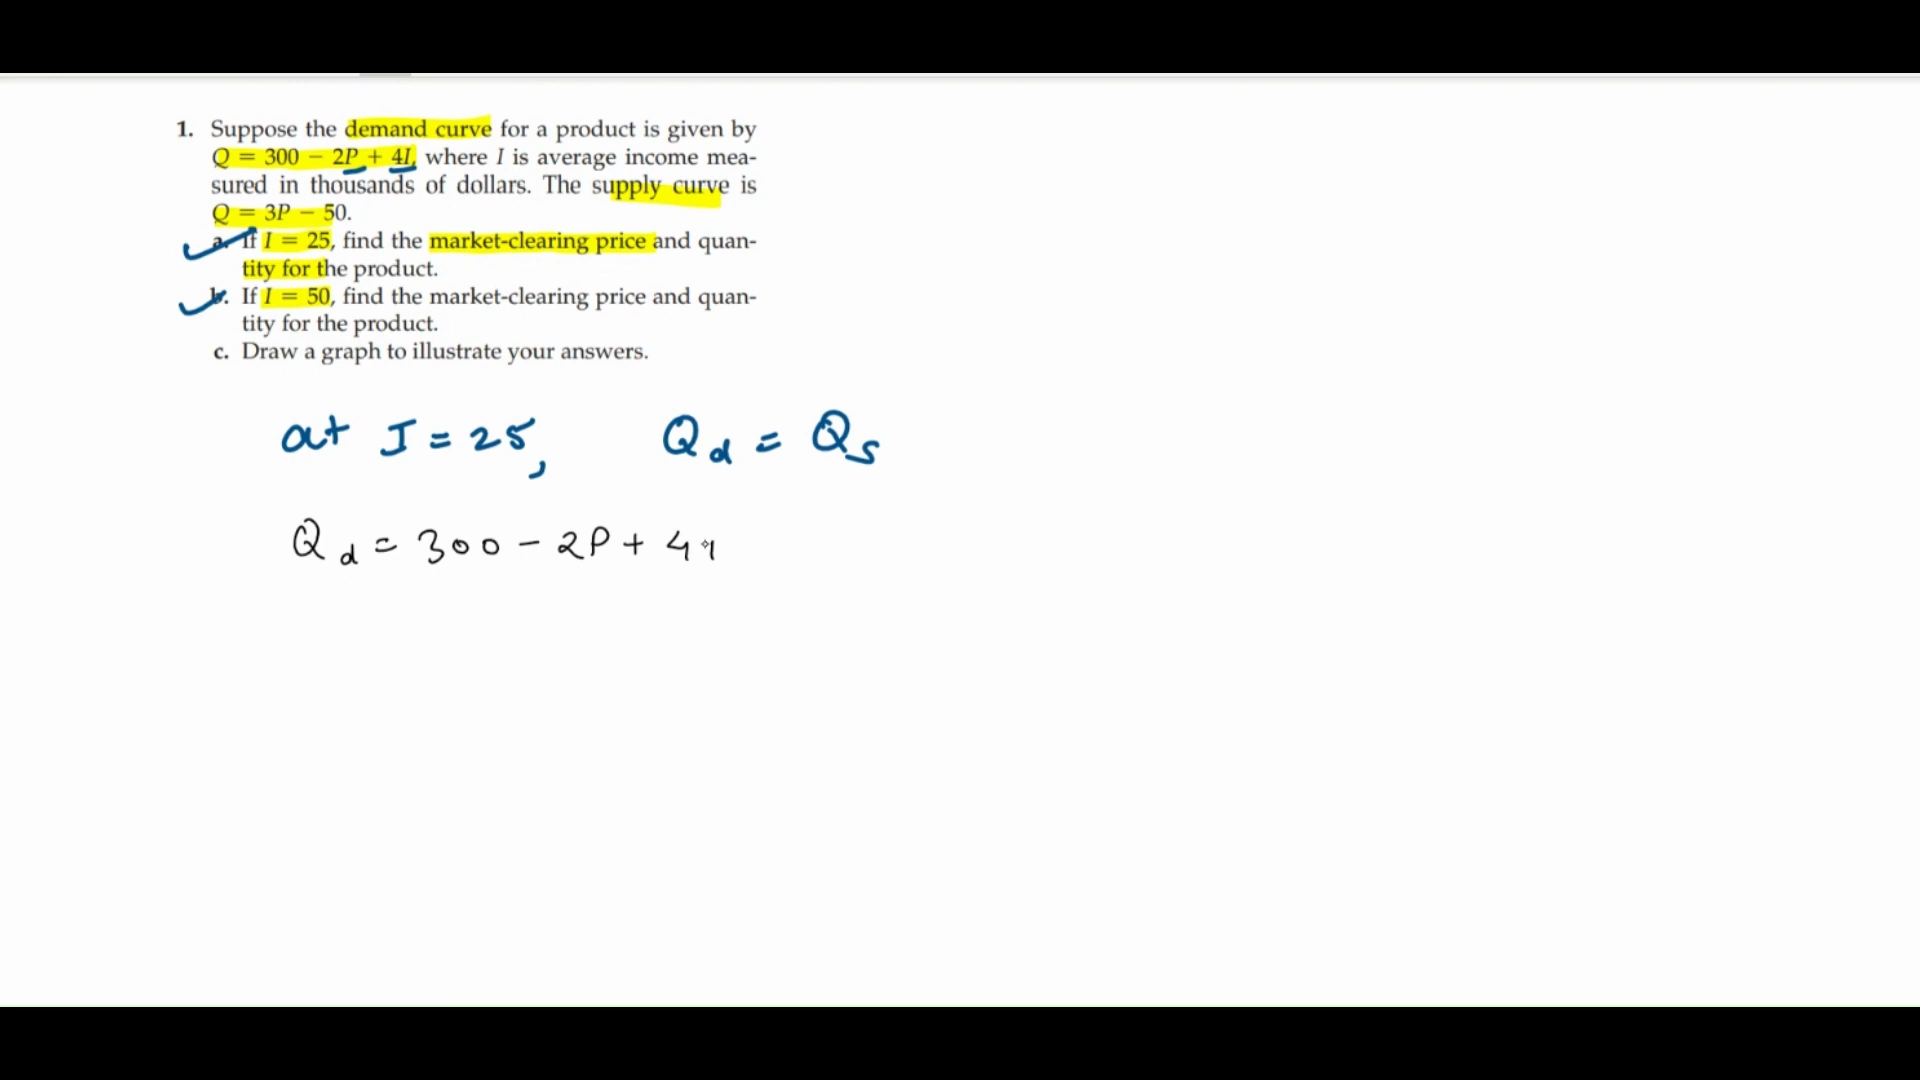 1. Suppose the demand curve for a product is given by
Q = 300 − 2P + 4I, where I is average income mea-
sured in thousands of dollars. The supply curve is
Q = 3P − 50.
a. If I = 25, find the market-clearing price and quan-
tity for the product.
b. If I = 50, find the market-clearing price and quan-
tity for the product.
c. Draw a graph to illustrate your answers.
at I = 25, Qd = Qs
Qd = 300 − 2P + 4